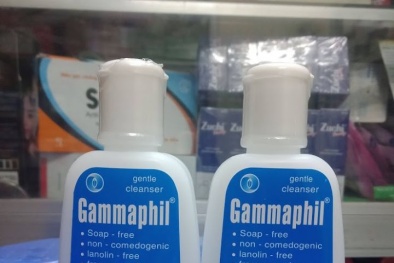 gentle
cleanser
Gammaphil®
• Soap - free
• non - comedogenic
• lanolin - free
gentle
cleanser
Gammaphil®
• Soap - free
• non - comedogenic
• lanolin - free